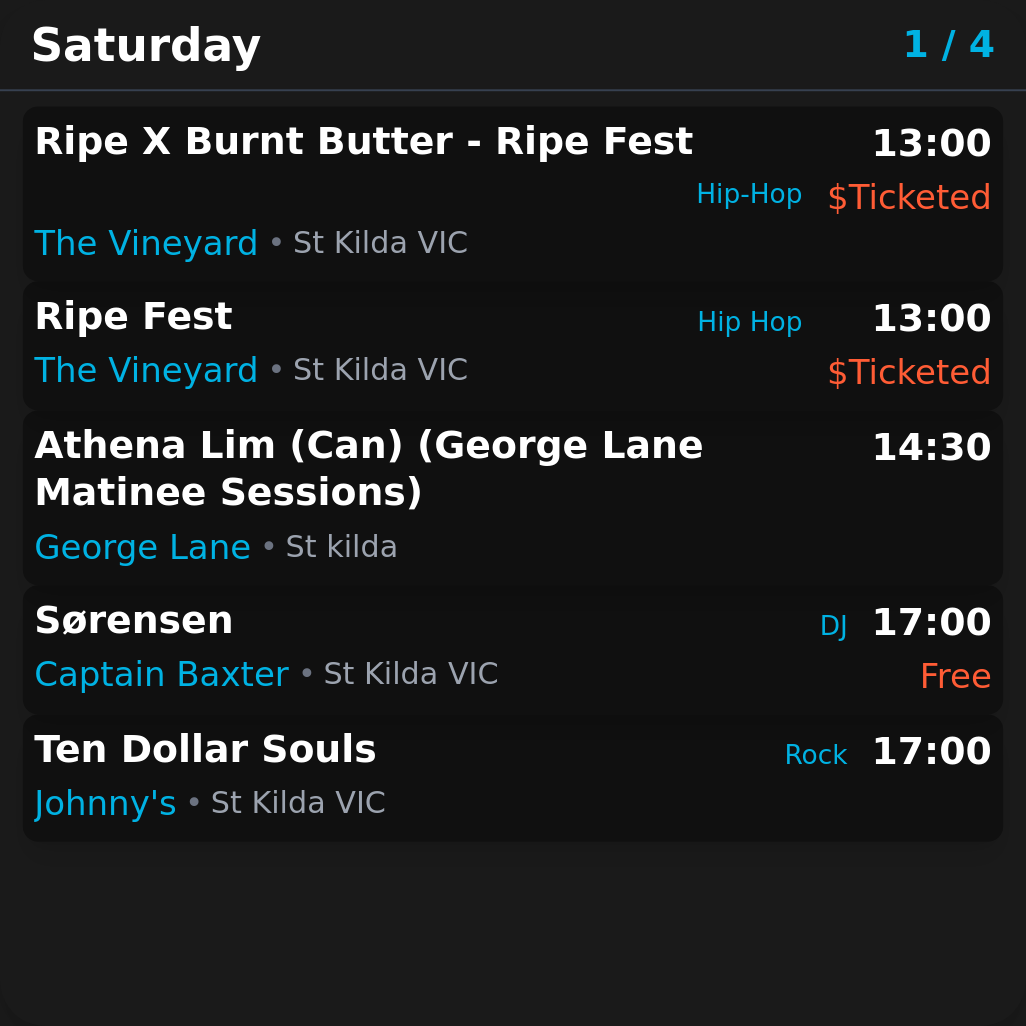 Saturday 1 / 4
Ripe X Burnt Butter - Ripe Fest 13:00
Hip-Hop $Ticketed
The Vineyard • St Kilda VIC
Ripe Fest Hip Hop 13:00
The Vineyard • St Kilda VIC $Ticketed
Athena Lim (Can) (George Lane 14:30
Matinee Sessions)
George Lane • St kilda
Sørensen DJ 17:00
Captain Baxter • St Kilda VIC Free
Ten Dollar Souls Rock 17:00
Johnny's • St Kilda VIC